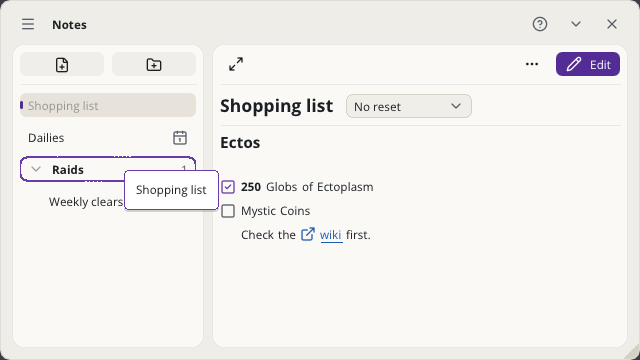 Notes
Edit
Shopping list
Dailies
Raids 1
Weekly clears
Shopping list
Shopping list
No reset
Ectos
250 Globs of Ectoplasm
Mystic Coins
Check the wiki first.